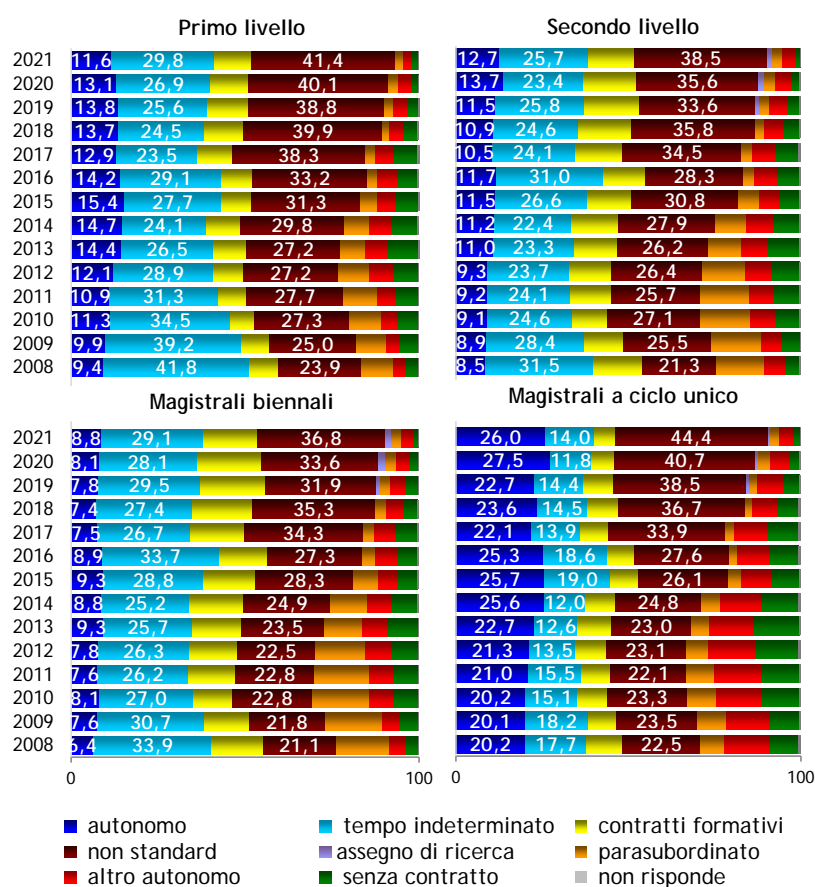 Primo livello
2021 11,6 29,8 41,4
2020 13,1 26,9 40,1
2019 13,8 25,6 38,8
2018 13,7 24,5 39,9
2017 12,9 23,5 38,3
2016 14,2 29,1 33,2
2015 15,4 27,7 31,3
2014 14,7 24,1 29,8
2013 14,4 26,5 27,2
2012 12,1 28,9 27,2
2011 10,9 31,3 27,7
2010 11,3 34,5 27,3
2009 9,9 39,2 25,0
2008 9,4 41,8 23,9
Secondo livello
12,7 25,7 38,5
13,7 23,4 35,6
11,5 25,8 33,6
10,9 24,6 35,8
10,5 24,1 34,5
11,7 31,0 28,3
11,5 26,6 30,8
11,2 22,4 27,9
11,0 23,3 26,2
9,3 23,7 26,4
9,2 24,1 25,7
9,1 24,6 27,1
8,9 28,4 25,5
8,5 31,5 21,3
Magistrali biennali
2021 8,8 29,1 36,8
2020 8,1 28,1 33,6
2019 7,8 29,5 31,9
2018 7,4 27,4 35,3
2017 7,5 26,7 34,3
2016 8,9 33,7 27,3
2015 9,3 28,8 28,3
2014 8,8 25,2 24,9
2013 9,3 25,7 23,5
2012 7,8 26,3 22,5
2011 7,6 26,2 22,8
2010 8,1 27,0 22,8
2009 7,6 30,7 21,8
2008 6,4 33,9 21,1
0 100
Magistrali a ciclo unico
26,0 14,0 44,4
27,5 11,8 40,7
22,7 14,4 38,5
23,6 14,5 36,7
22,1 13,9 33,9
25,3 18,6 27,6
25,7 19,0 26,1
25,6 12,0 24,8
22,7 12,6 23,0
21,3 13,5 23,1
21,0 15,5 22,1
20,2 15,1 23,3
20,1 18,2 23,5
20,2 17,7 22,5
0 100
autonomo tempo indeterminato contratti formativi
non standard assegno di ricerca parasubordinato
altro autonomo senza contratto non risponde